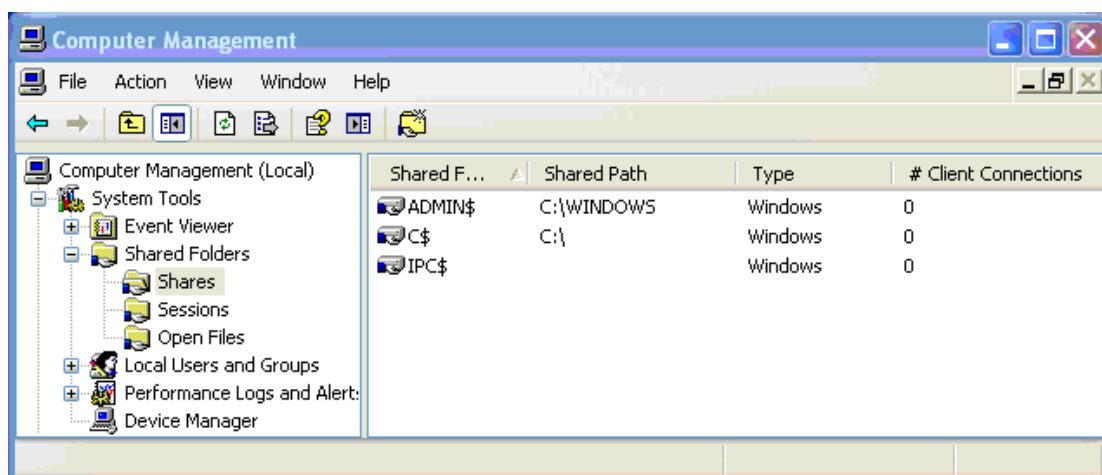 Computer Management
File Action View Window Help
Computer Management (Local)
System Tools
Event Viewer
Shared Folders
Shares
Sessions
Open Files
Local Users and Groups
Performance Logs and Alert:
Device Manager
Shared F... Shared Path Type # Client Connections
ADMIN$ C:\WINDOWS Windows 0
C$ C:\ Windows 0
IPC$ Windows 0